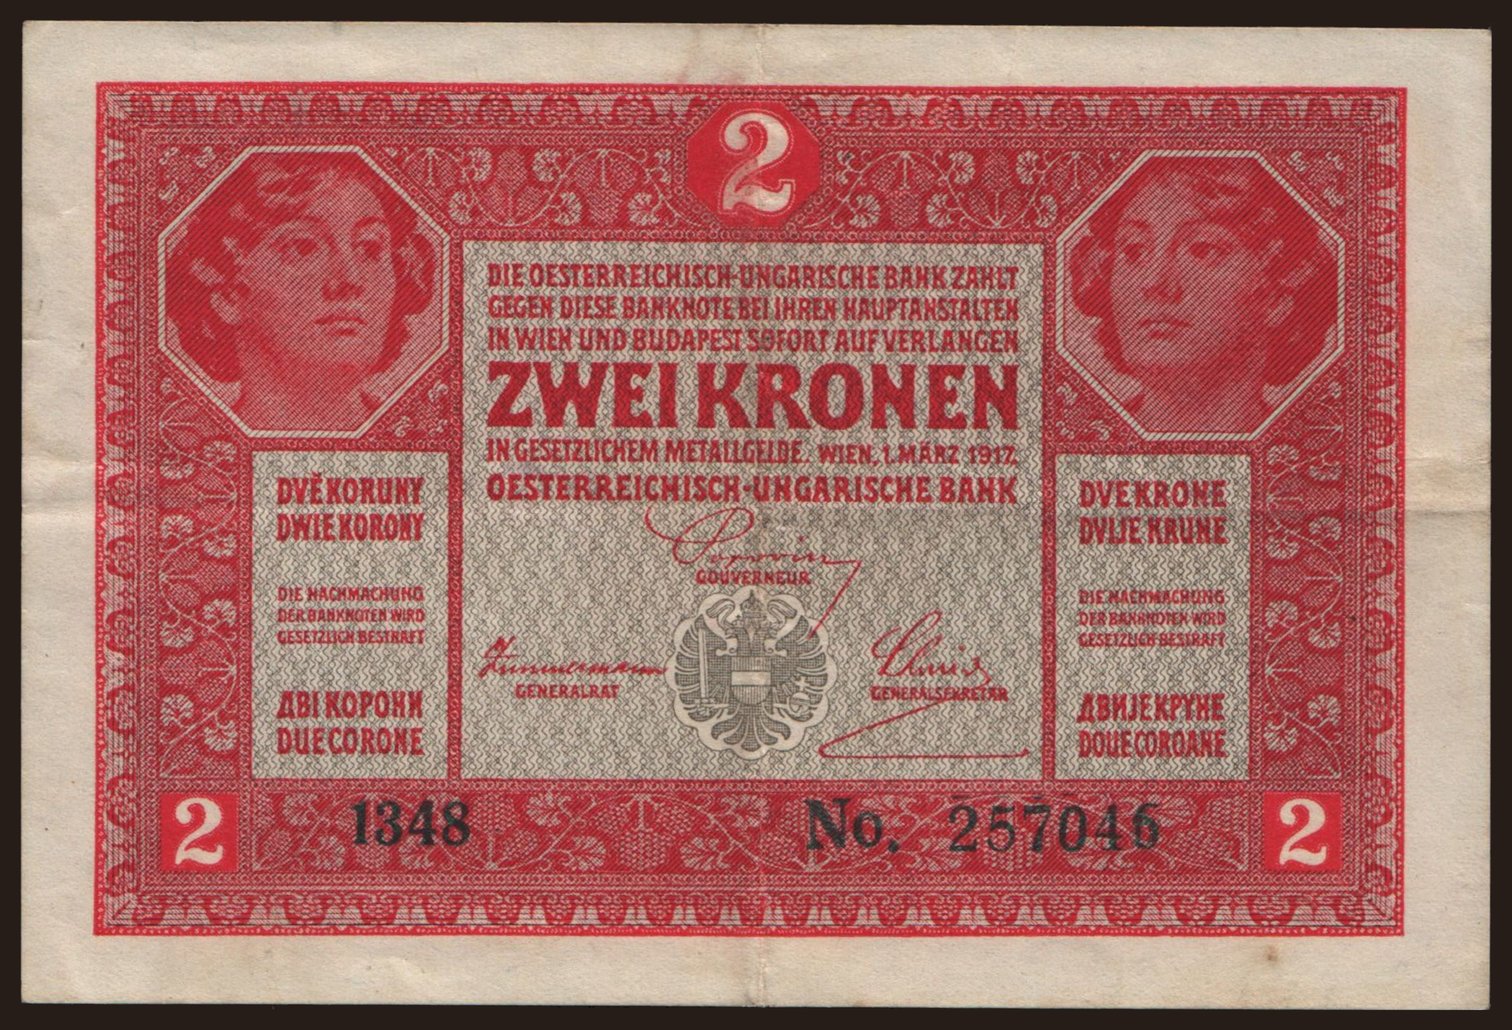 2
DIE OESTERREICHISCH-UNGARISCHE BANK ZAHLT
GEGEN DIESE BANKNOTE BEI IHREN HAUPTANSTALTEN
IN WIEN UND BUDAPEST SOFORT AUF VERLANGEN
ZWEI KRONEN
IN GESETZLICHEM METALLGELDE. WIEN, 1. MÄRZ 1917.
OESTERREICHISCH-UNGARISCHE BANK
Popovics
GOUVERNEUR
Zimmermann
GENERALRAT
GENERALSEKRETÄR
DVĚ KORUNY
DWIE KORONY
DIE NACHMACHUNG
DER BANKNOTEN WIRD
GESETZLICH BESTRAFT
ДВІ КОРОНИ
DUE CORONE
DVE KRONE
DVIJE KRUNE
DIE NACHMACHUNG
DER BANKNOTEN WIRD
GESETZLICH BESTRAFT
ДВИЈЕ КРУНЕ
DOUE COROANE
2
1348
No. 257046
2